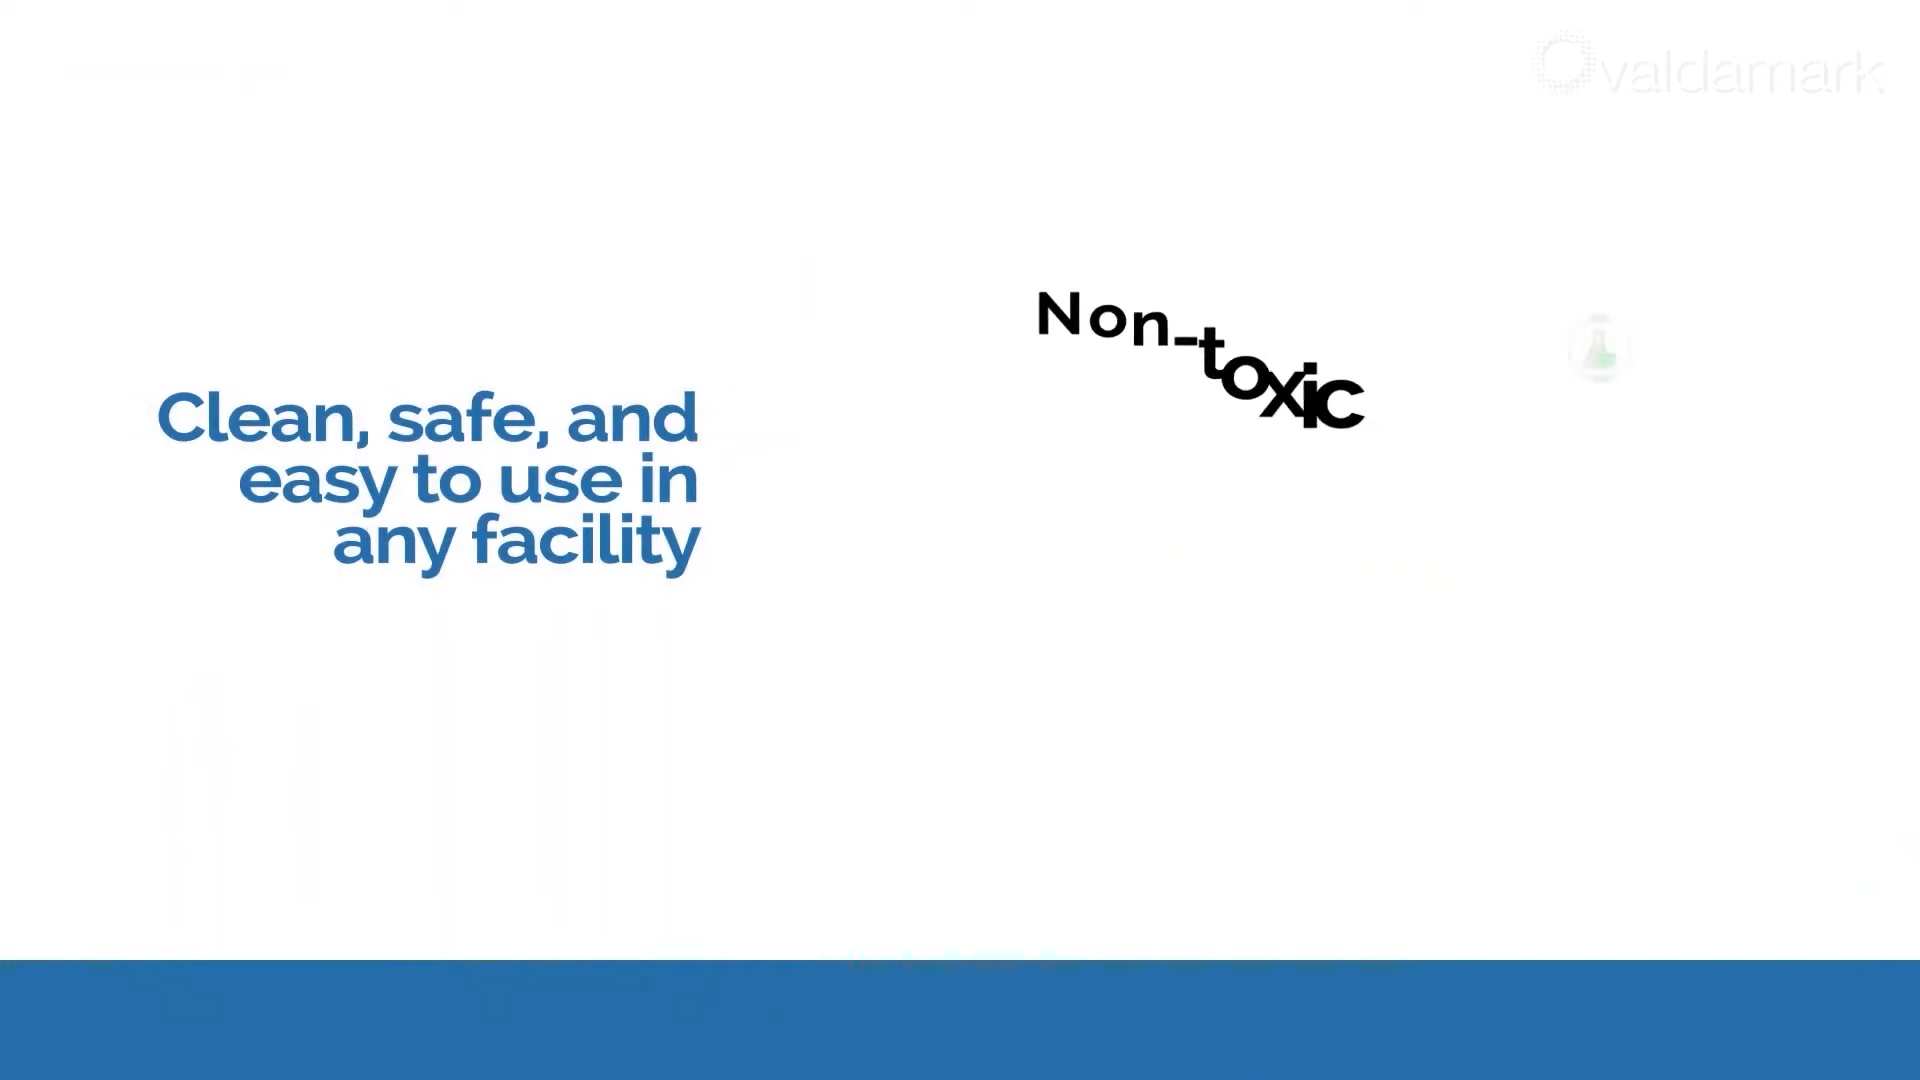 valdamark
Clean, safe, and
easy to use in
any facility
Non-toxic